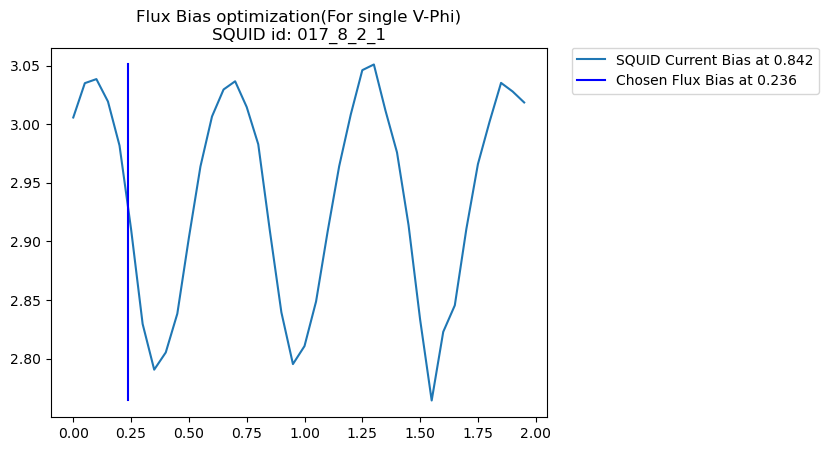 Flux Bias optimization(For single V-Phi)
SQUID id: 017_8_2_1
SQUID Current Bias at 0.842
Chosen Flux Bias at 0.236
3.05
3.00
2.95
2.90
2.85
2.80
0.00 0.25 0.50 0.75 1.00 1.25 1.50 1.75 2.00